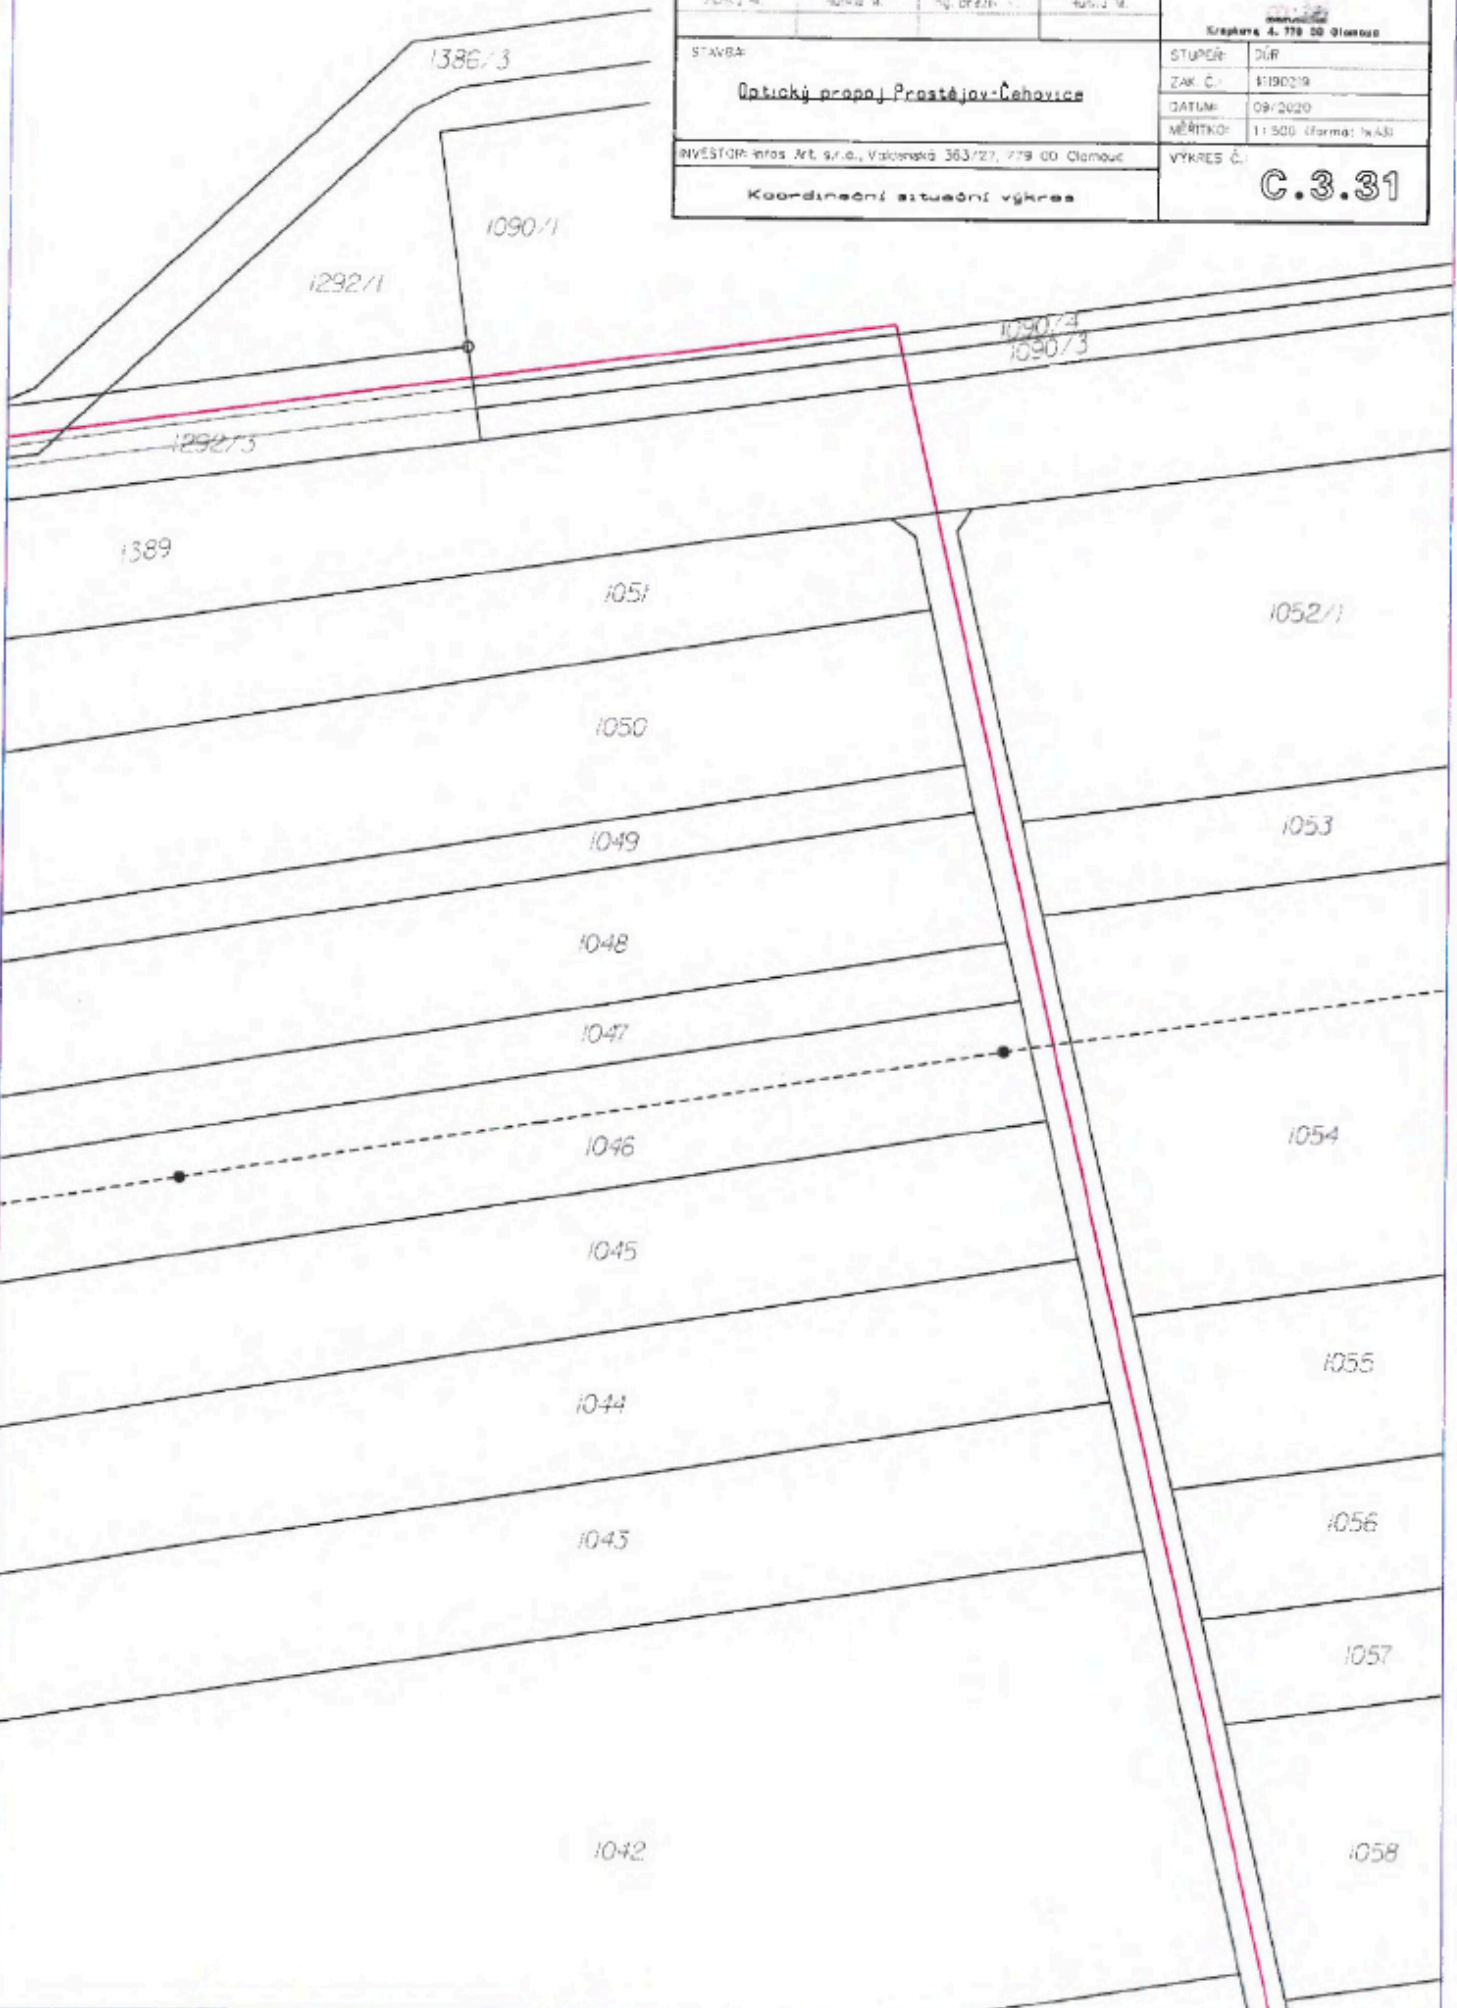 Křepkova 4, 779 00 Olomouc
STAVBA:
Optický propoj Prostějov-Čehovice
STUPEŇ: DÚR
ZAK. Č.:
DATUM: 09/2020
MĚŘÍTKO: 1:500
INVESTOR: Infos Art, s.r.o., 363/27, 779 00 Olomouc
VÝKRES Č.:
C.3.31
Koordinační situační výkres
1386/3
1090/1
1292/1
1090/4
1090/3
1292/3
1389
1051
1052/1
1050
1053
1049
1048
1047
1054
1046
1045
1055
1044
1056
1043
1057
1042
1058